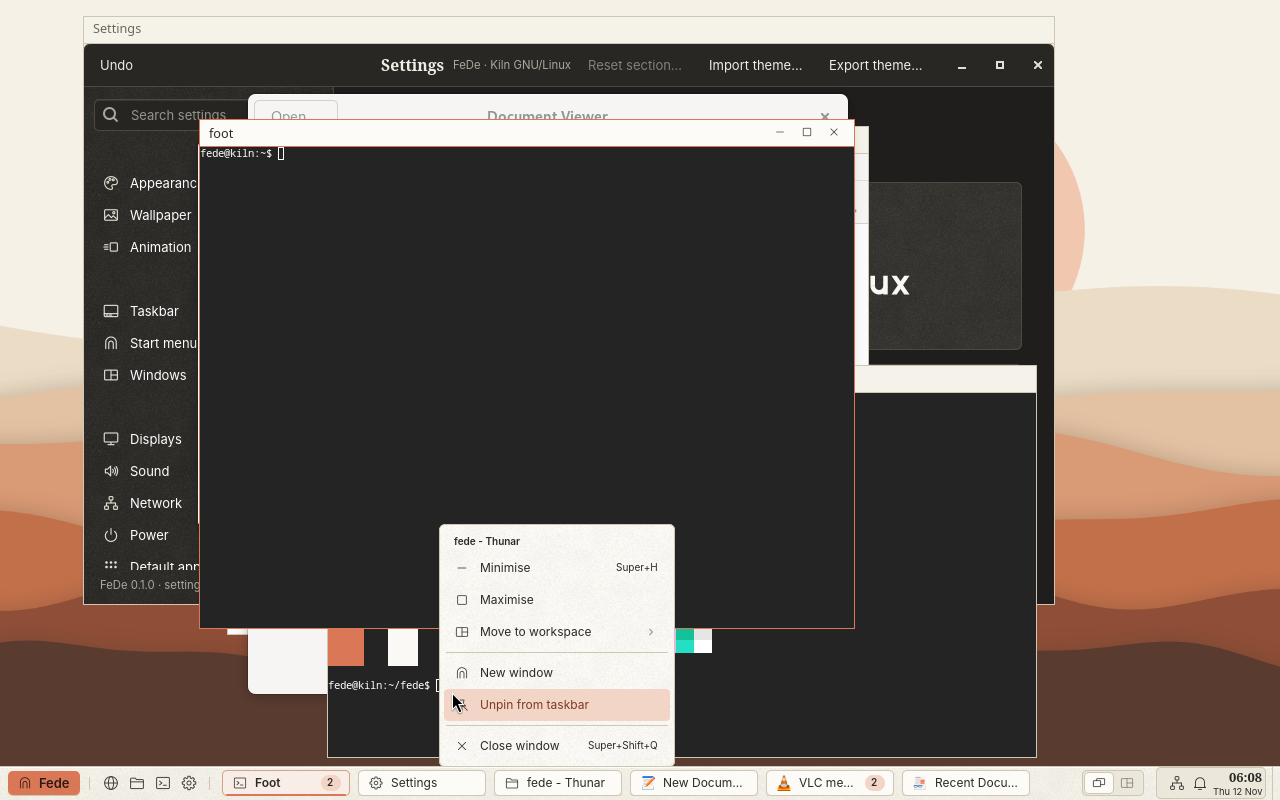 Settings
Undo
Settings
FeDe · Kiln GNU/Linux
Reset section...
Import theme...
Export theme...
Search settings
Open
Document Viewer
foot
fede@kiln:~$
Appearanc
Wallpaper
Animation
ux
Taskbar
Start menu
Windows
Displays
Sound
Network
Power
Default app
FeDe 0.1.0 · setting
fede - Thunar
Minimise Super+H
Maximise
Move to workspace
New window
Unpin from taskbar
Close window Super+Shift+Q
fede@kiln:~/fede$
Fede
Foot 2
Settings
fede - Thunar
New Docum...
VLC me... 2
Recent Docu...
06:08
Thu 12 Nov